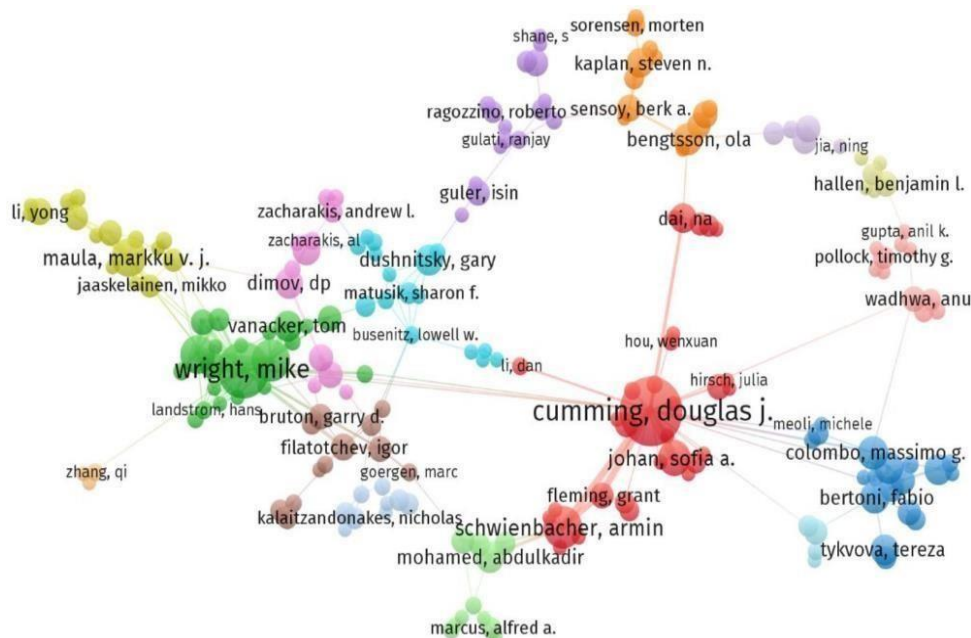 sorensen, morten
shane, s
kaplan, steven n.
ragozzino, roberto
sensoy, berk a.
gulati, ranjay
bengtsson, ola
jia, ning
hallen, benjamin l.
guler, isin
li, yong
zacharakis, andrew l.
dai, na
gupta, anil k.
zacharakis, al
pollock, timothy g.
maula, markku v. j.
dushnitsky, gary
jaaskelainen, mikko
dimov, dp
matusik, sharon f.
wadhwa, anu
vanacker, tom
busenitz, lowell w.
hou, wenxuan
wright, mike
li, dan
hirsch, julia
landstrom, hans
bruton, garry d.
cumming, douglas j.
meoli, michele
filatotchev, igor
colombo, massimo g.
johan, sofia a.
zhang, qi
goergen, marc
fleming, grant
bertoni, fabio
kalaitzandonakes, nicholas
schwienbacher, armin
mohamed, abdulkadir
tykvova, tereza
marcus, alfred a.